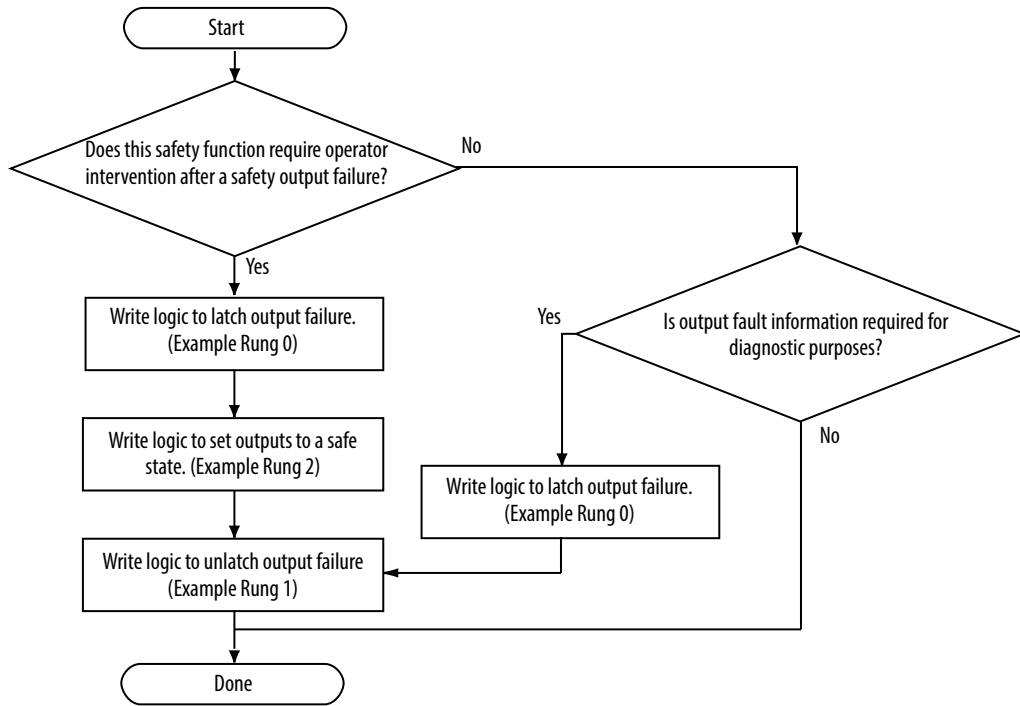 Start
Does this safety function require operator
intervention after a safety output failure?
No
Yes
Write logic to latch output failure.
(Example Rung 0)
Yes
Is output fault information required for
diagnostic purposes?
No
Write logic to set outputs to a safe
state. (Example Rung 2)
Write logic to latch output failure.
(Example Rung 0)
Write logic to unlatch output failure
(Example Rung 1)
Done